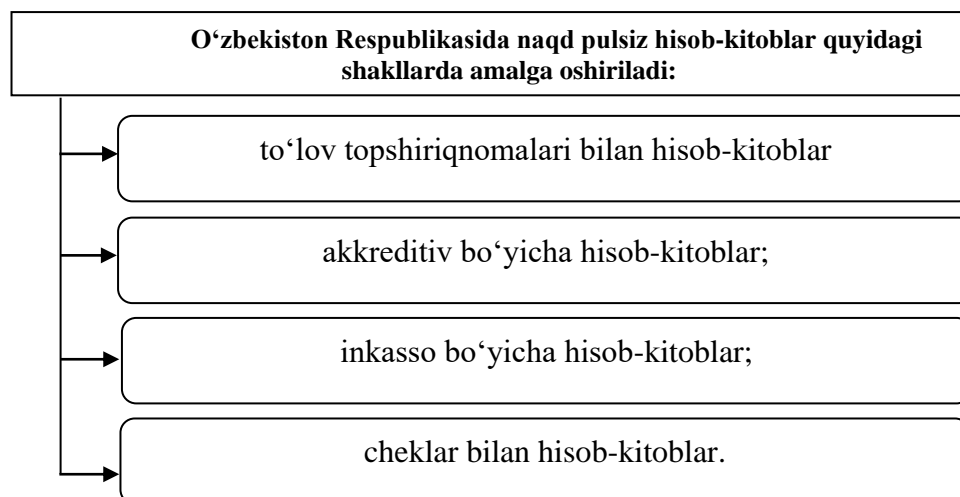 O‘zbekiston Respublikasida naqd pulsiz hisob-kitoblar quyidagi
shakllarda amalga oshiriladi:
to‘lov topshiriqnomalari bilan hisob-kitoblar
akkreditiv bo‘yicha hisob-kitoblar;
inkasso bo‘yicha hisob-kitoblar;
cheklar bilan hisob-kitoblar.